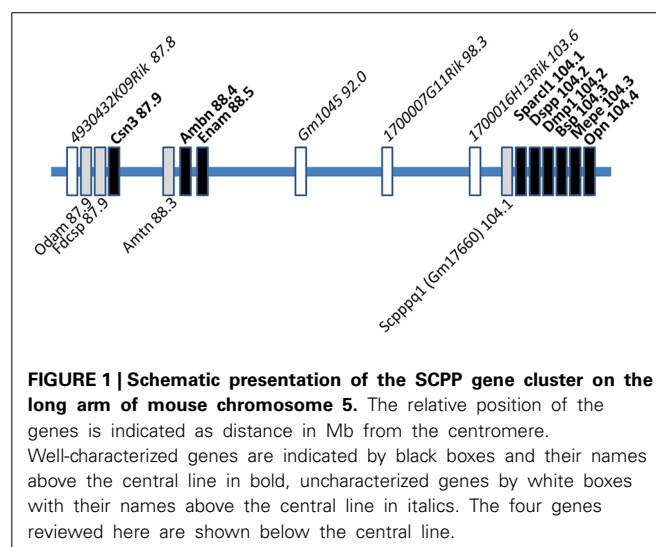 4930432K09Rik 87.8
Csn3 87.9
Ambn 88.4
Enam 88.5
Gm1045 92.0
1700007G11Rik 98.3
1700016H13Rik 103.6
Sparcl1 104.1
Dspp 104.2
Dmp1 104.2
Bsp 104.3
Mepe 104.3
Opn 104.4
Odam 87.9
Fdcsp 87.9
Amtn 88.3
Scpppq1 (Gm17660) 104.1
FIGURE 1 | Schematic presentation of the SCPP gene cluster on the
long arm of mouse chromosome 5. The relative position of the
genes is indicated as distance in Mb from the centromere.
Well-characterized genes are indicated by black boxes and their names
above the central line in bold, uncharacterized genes by white boxes
with their names above the central line in italics. The four genes
reviewed here are shown below the central line.